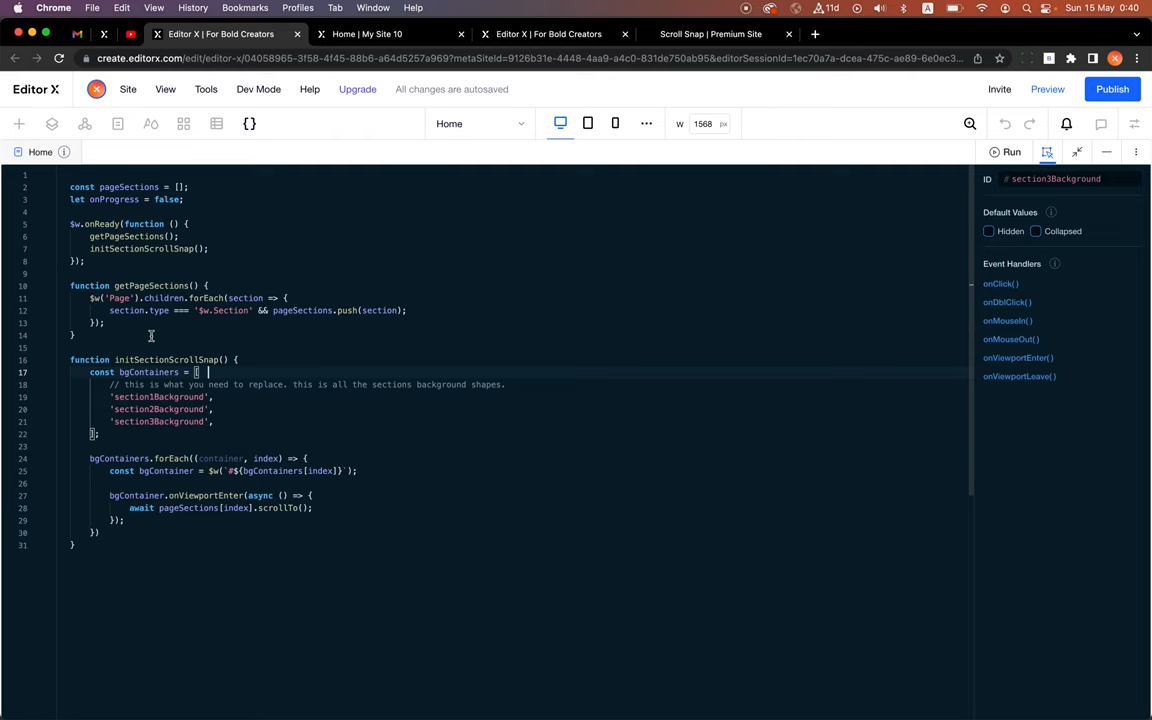 Chrome File Edit View History Bookmarks Profiles Tab Window Help 11d A Sun 15 May 0:40
Editor X | For Bold Creators Home | My Site 10 Editor X | For Bold Creators Scroll Snap | Premium Site
create.editorx.com/edit/editor-x/04058965-3f58-4f45-88b6-a64d5257a969?metaSiteId=9126b31e-4448-4aa9-a4c0-831de750ab95&editorSessionId=1ec70a7a-dcea-475c-ae89-6e0ec3...
Editor X Site View Tools Dev Mode Help Upgrade All changes are autosaved Invite Preview Publish
{} Home W 1568 px
Home Run
1
2 const pageSections = [];
3 let onProgress = false;
4
5 $w.onReady(function () {
6 getPageSections();
7 initSectionScrollSnap();
8 });
9
10 function getPageSections() {
11 $w('Page').children.forEach(section => {
12 section.type === '$w.Section' && pageSections.push(section);
13 });
14 }
15
16 function initSectionScrollSnap() {
17 const bgContainers = [
18 // this is what you need to replace. this is all the sections background shapes.
19 'section1Background',
20 'section2Background',
21 'section3Background',
22 ];
23
24 bgContainers.forEach((container, index) => {
25 const bgContainer = $w(`#${bgContainers[index]}`);
26
27 bgContainer.onViewportEnter(async () => {
28 await pageSections[index].scrollTo();
29 });
30 })
31 }
ID # section3Background
Default Values
Hidden Collapsed
Event Handlers
onClick()
onDblClick()
onMouseIn()
onMouseOut()
onViewportEnter()
onViewportLeave()